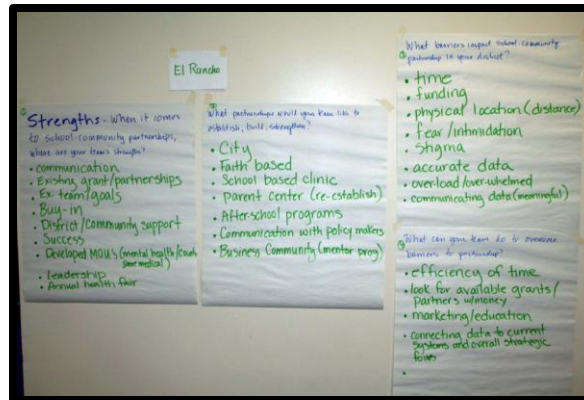 El Rancho
Strengths - When it comes
to school-community partnerships,
where are your team's strengths?
• communication
• Existing grant/partnerships
• Ex. team/goals
• Buy-in
• District/Community support
• Success
• Developed MOU's (mental health/
medical)
• leadership
• Annual health fair
What partnerships would your team like to
establish, build, strengthen?
• City
• Faith based
• School based clinic
• Parent Center (re-establish)
• After-school programs
• Communication with policy makers
• Business Community (mentor prog)
What barriers impact school-community
partnership in your district?
• time
• funding
• physical location (distance)
• fear/intimidation
• stigma
• accurate data
• overload/over-whelmed
• communicating data (meaningful)
What can your team do to overcome
barriers to partnership?
• efficiency of time
• look for available grants/
partners w/money
• marketing/education
• connecting data to current
systems and overall strategic